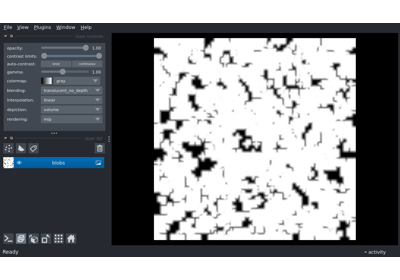 File View Plugins Window Help
opacity: 1.00
contrast limits:
auto-contrast: once continuous
gamma: 1.00
colormap: gray
blending: translucent_no_depth
interpolation: linear
depiction: volume
rendering: mip
blobs
Ready
activity